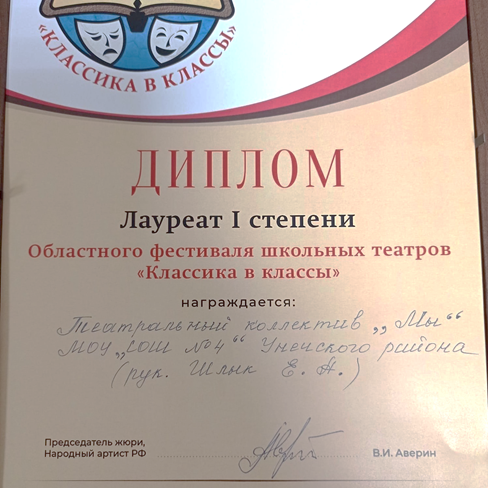 «КЛАССИКА В КЛАССЫ»
ДИПЛОМ
Лауреат I степени
Областного фестиваля школьных театров
«Классика в классы»
награждается:
Театральный коллектив „Мы“
МОУ „СОШ №4“ Унечского района
(рук. Шлык Е. А.)
Председатель жюри,
Народный артист РФ
В.И. Аверин